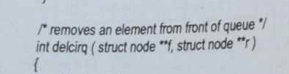 /* removes an element from front of queue */
int delcirq ( struct node **f, struct node **r )
{